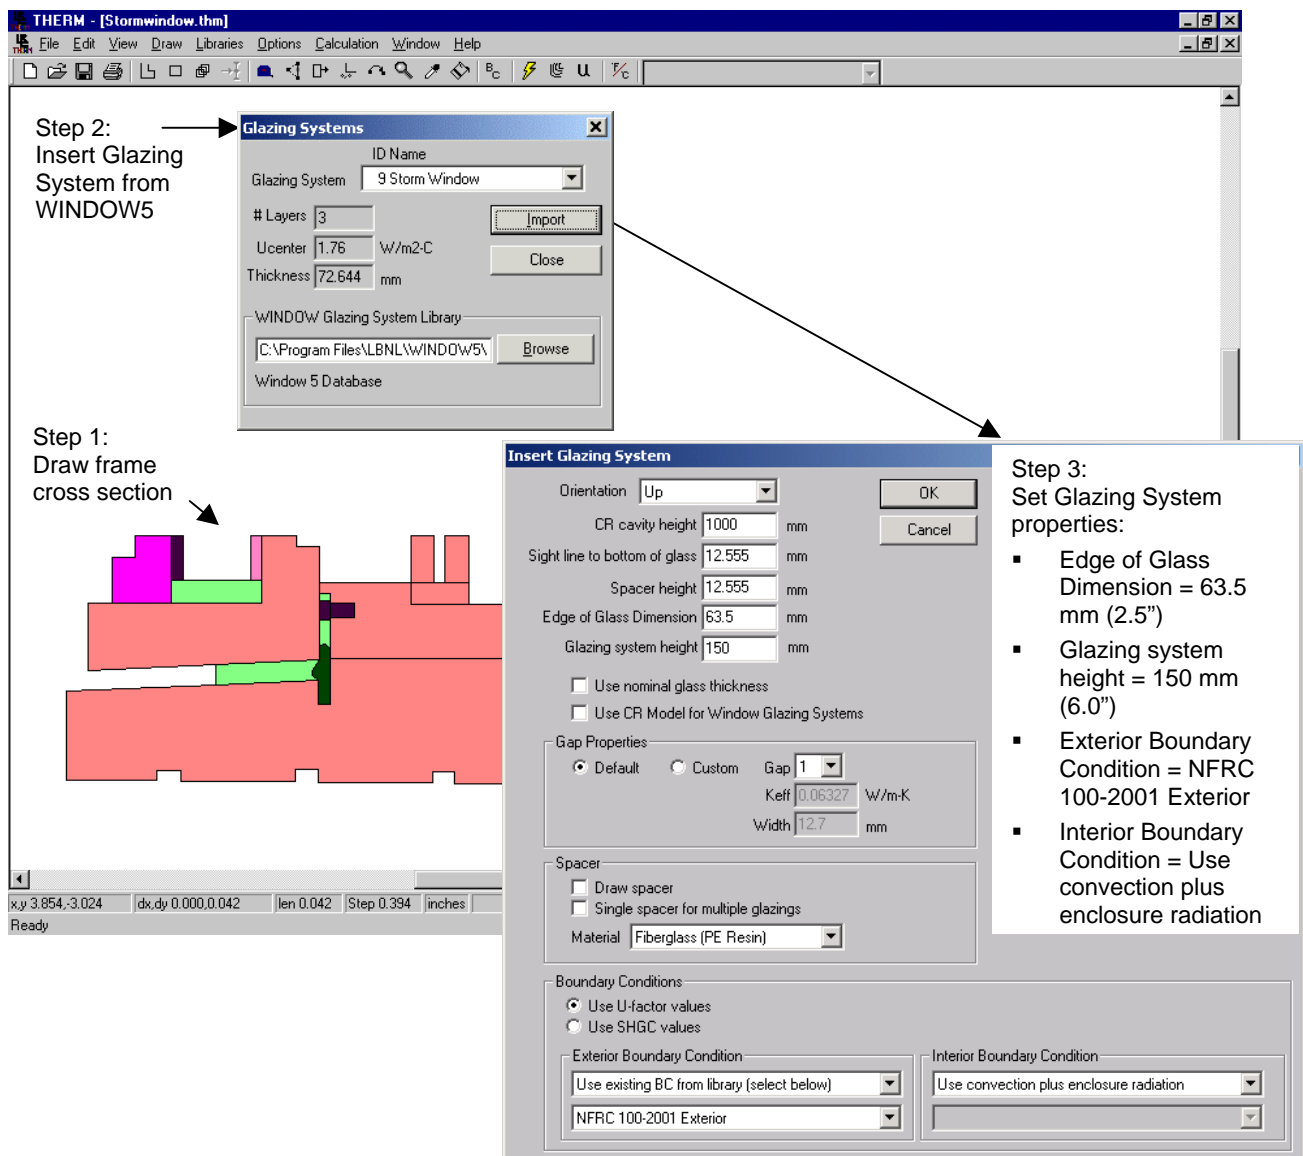 THERM - [Stormwindow.thm]
File Edit View Draw Libraries Options Calculation Window Help
Step 2:
Insert Glazing
System from
WINDOW5
Glazing Systems
ID Name
Glazing System 9 Storm Window
# Layers 3
Import
Ucenter 1.76 W/m2-C
Close
Thickness 72.644 mm
WINDOW Glazing System Library
C:\Program Files\LBNL\WINDOW5\ Browse
Window 5 Database
Step 1:
Draw frame
cross section
Insert Glazing System
Orientation Up
OK
CR cavity height 1000 mm
Cancel
Sight line to bottom of glass 12.555 mm
Spacer height 12.555 mm
Edge of Glass Dimension 63.5 mm
Glazing system height 150 mm
Use nominal glass thickness
Use CR Model for Window Glazing Systems
Gap Properties
Default Custom Gap 1
Keff 0.06327 W/m-K
Width 12.7 mm
Spacer
Draw spacer
Single spacer for multiple glazings
Material Fiberglass (PE Resin)
Boundary Conditions
Use U-factor values
Use SHGC values
Exterior Boundary Condition
Use existing BC from library (select below)
NFRC 100-2001 Exterior
Interior Boundary Condition
Use convection plus enclosure radiation
Step 3:
Set Glazing System
properties:
▪ Edge of Glass
Dimension = 63.5
mm (2.5”)
▪ Glazing system
height = 150 mm
(6.0”)
▪ Exterior Boundary
Condition = NFRC
100-2001 Exterior
▪ Interior Boundary
Condition = Use
convection plus
enclosure radiation
x,y 3.854,-3.024 dx,dy 0.000,0.042 len 0.042 Step 0.394 inches
Ready